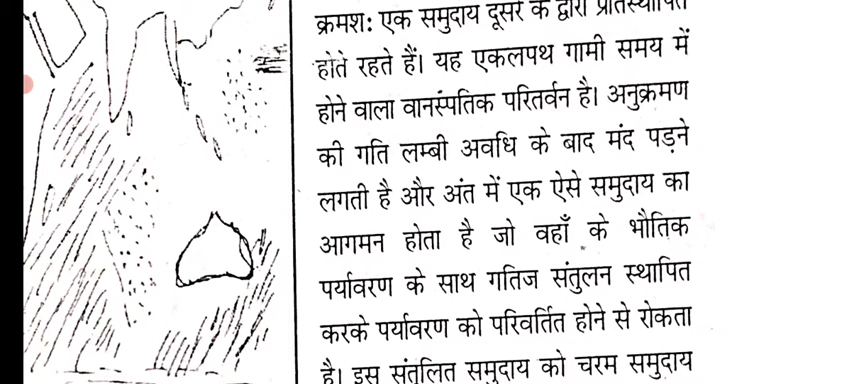 क्रमशः एक समुदाय दूसरे के द्वारा प्रतिस्थापित
होते रहते हैं। यह एकलपथ गामी समय में
होने वाला वानस्पतिक परितर्वन है। अनुक्रमण
की गति लम्बी अवधि के बाद मंद पड़ने
लगती है और अंत में एक ऐसे समुदाय का
आगमन होता है जो वहाँ के भौतिक
पर्यावरण के साथ गतिज संतुलन स्थापित
करके पर्यावरण को परिवर्तित होने से रोकता
है। इस संतुलित समुदाय को चरम समुदाय